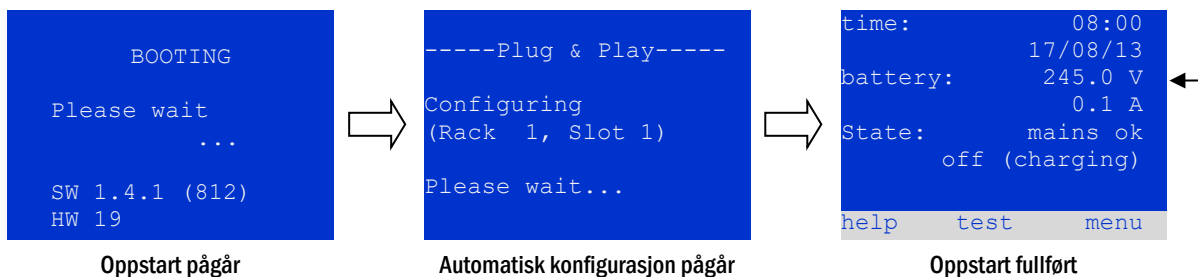 BOOTING
Please wait
...
SW 1.4.1 (812)
HW 19
Oppstart pågår
-----Plug & Play-----
Configuring
(Rack 1, Slot 1)
Please wait...
Automatisk konfigurasjon pågår
time: 08:00
17/08/13
battery: 245.0 V
0.1 A
State: mains ok
off (charging)
help test menu
Oppstart fullført